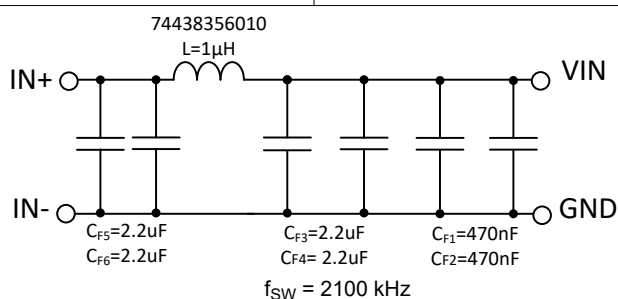 74438356010
L=1µH
IN+
VIN
IN-
GND
CF5=2.2uF
CF6=2.2uF
CF3=2.2uF
CF4= 2.2uF
CF1=470nF
CF2=470nF
fSW = 2100 kHz